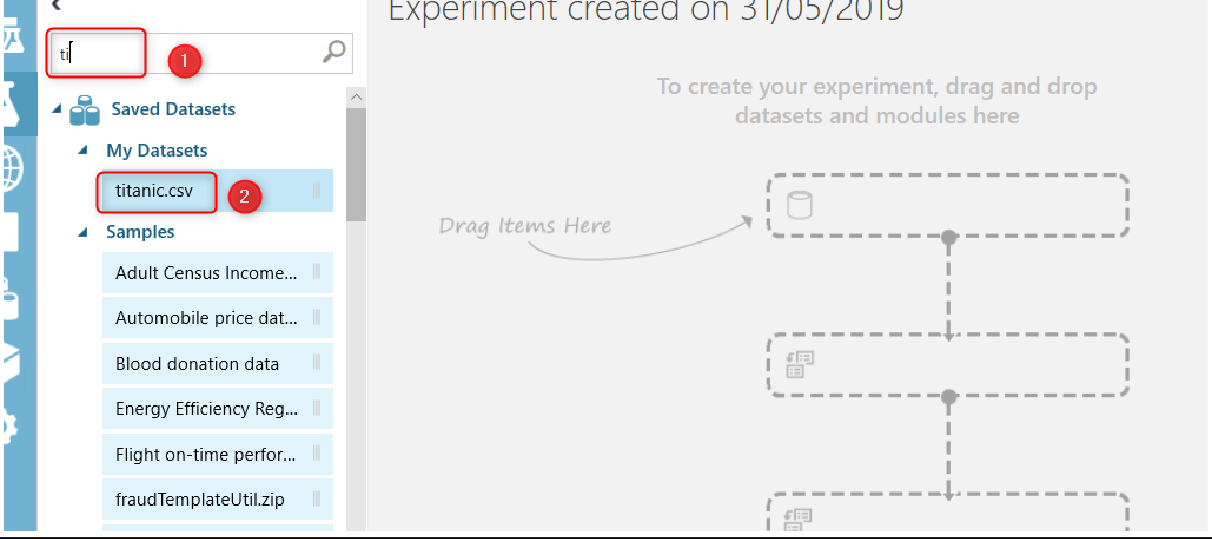 Experiment created on 31/05/2019
ti
1
To create your experiment, drag and drop
datasets and modules here
Saved Datasets
My Datasets
titanic.csv
2
Samples
Drag Items Here
Adult Census Income...
Automobile price dat...
Blood donation data
Energy Efficiency Reg...
Flight on-time perfor...
fraudTemplateUtil.zip